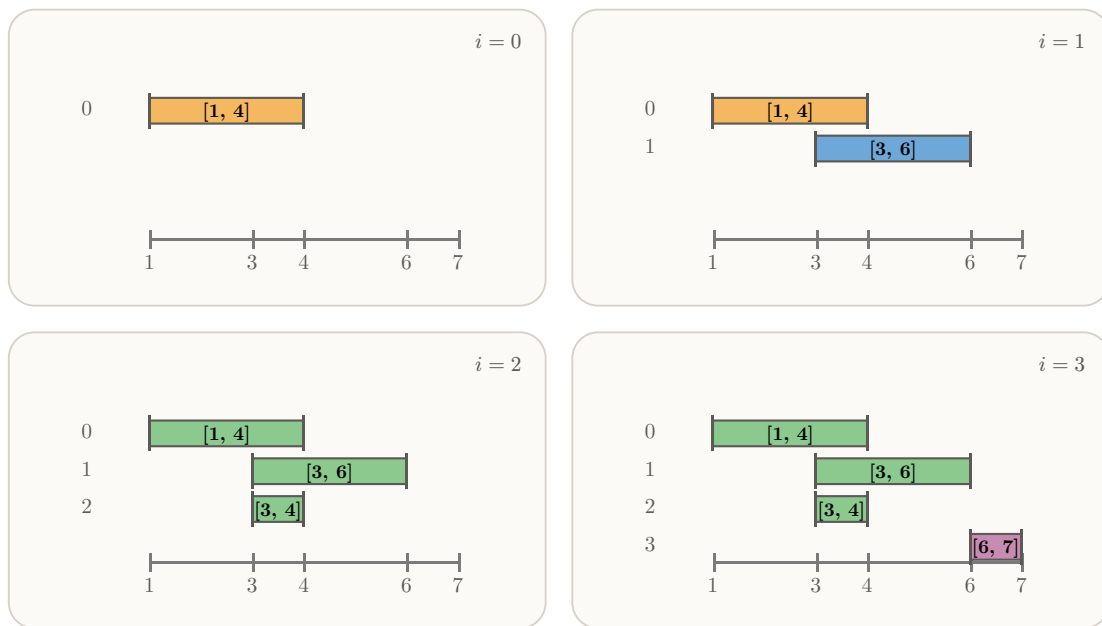 i = 0
0
[1, 4]
1 3 4 6 7
i = 1
0
[1, 4]
1
[3, 6]
1 3 4 6 7
i = 2
0
[1, 4]
1
[3, 6]
2
[3, 4]
1 3 4 6 7
i = 3
0
[1, 4]
1
[3, 6]
2
[3, 4]
3
[6, 7]
1 3 4 6 7